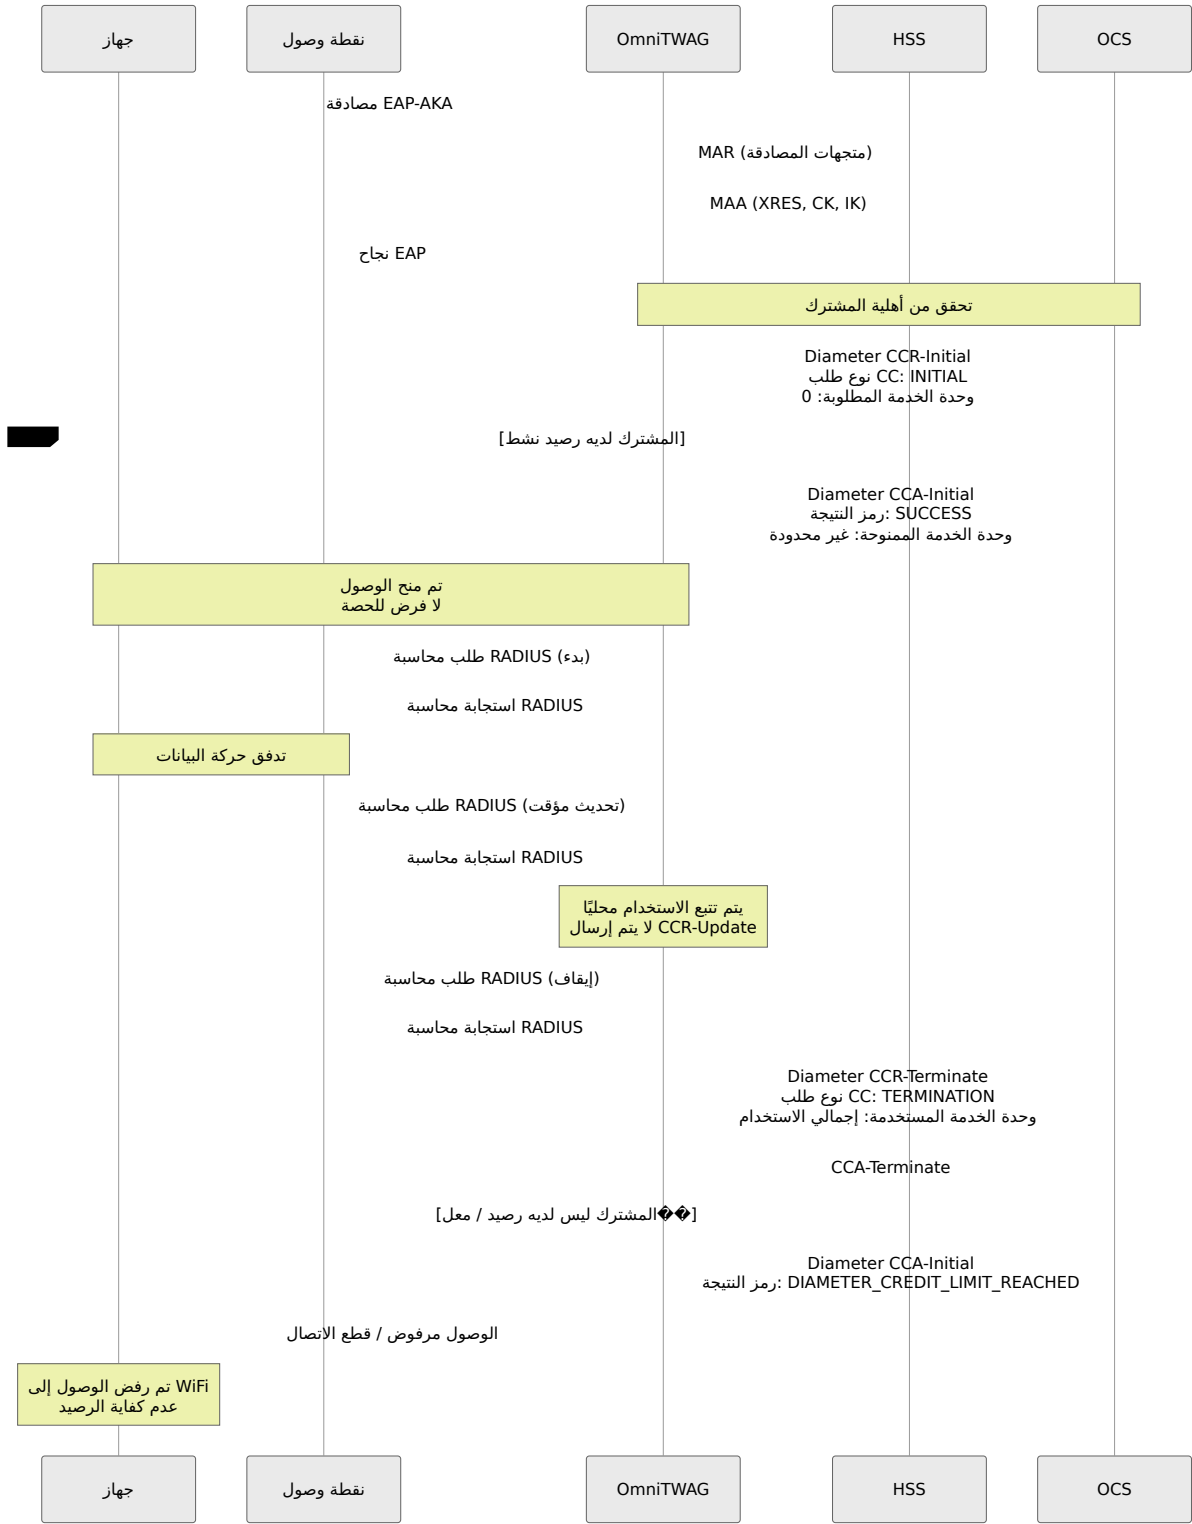 جهاز
نقطة وصول
OmniTWAG
HSS
OCS
مصادقة EAP-AKA
MAR (متجهات المصادقة)
MAA (XRES, CK, IK)
نجاح EAP
تحقق من أهلية المشترك
Diameter CCR-Initial
نوع طلب CC: INITIAL
وحدة الخدمة المطلوبة: 0
[المشترك لديه رصيد نشط]
Diameter CCA-Initial
رمز النتيجة: SUCCESS
وحدة الخدمة الممنوحة: غير محدودة
تم منح الوصول
لا فرض للحصة
طلب محاسبة RADIUS (بدء)
استجابة محاسبة RADIUS
تدفق حركة البيانات
طلب محاسبة RADIUS (تحديث مؤقت)
استجابة محاسبة RADIUS
يتم تتبع الاستخدام محليًا
لا يتم إرسال CCR-Update
طلب محاسبة RADIUS (إيقاف)
استجابة محاسبة RADIUS
Diameter CCR-Terminate
نوع طلب CC: TERMINATION
وحدة الخدمة المستخدمة: إجمالي الاستخدام
CCA-Terminate
[المشترك ليس لديه رصيد / معل��]
Diameter CCA-Initial
رمز النتيجة: DIAMETER_CREDIT_LIMIT_REACHED
الوصول مرفوض / قطع الاتصال
تم رفض الوصول إلى WiFi
عدم كفاية الرصيد
جهاز
نقطة وصول
OmniTWAG
HSS
OCS